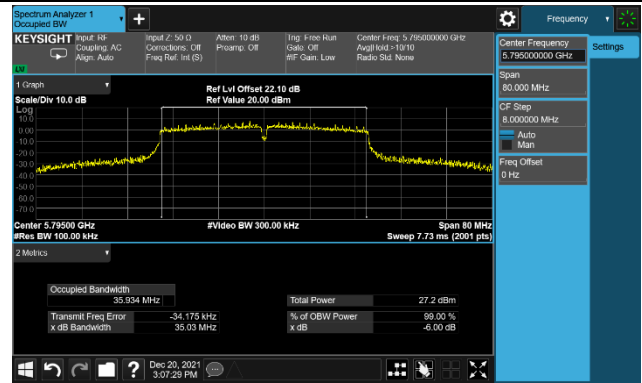 Spectrum Analyzer 1
Occupied BW
+
Frequency
KEYSIGHT Input: RF
Coupling: AC
Align: Auto
Input Z: 50 Ω
Corrections: Off
Freq Ref: Int (S)
Atten: 10 dB
Preamp: Off
Trig: Free Run
Gate: Off
#IF Gain: Low
Center Freq: 5.795000000 GHz
Avg|Hold:>10/10
Radio Std: None
Center Frequency
5.795000000 GHz
Settings
Span
80.000 MHz
CF Step
8.000000 MHz
Auto
Man
Freq Offset
0 Hz
1 Graph
Scale/Div 10.0 dB
Ref Lvl Offset 22.10 dB
Ref Value 20.00 dBm
Log
10.0
0.00
-10.0
-20.0
-30.0
-40.0
-50.0
-60.0
-70.0
Center 5.79500 GHz
#Video BW 300.00 kHz
Span 80 MHz
#Res BW 100.00 kHz
Sweep 7.73 ms (2001 pts)
2 Metrics
Occupied Bandwidth
35.934 MHz
Total Power 27.2 dBm
Transmit Freq Error -34.175 kHz
% of OBW Power 99.00 %
x dB Bandwidth 35.03 MHz
x dB -6.00 dB
?
Dec 20, 2021
3:07:29 PM